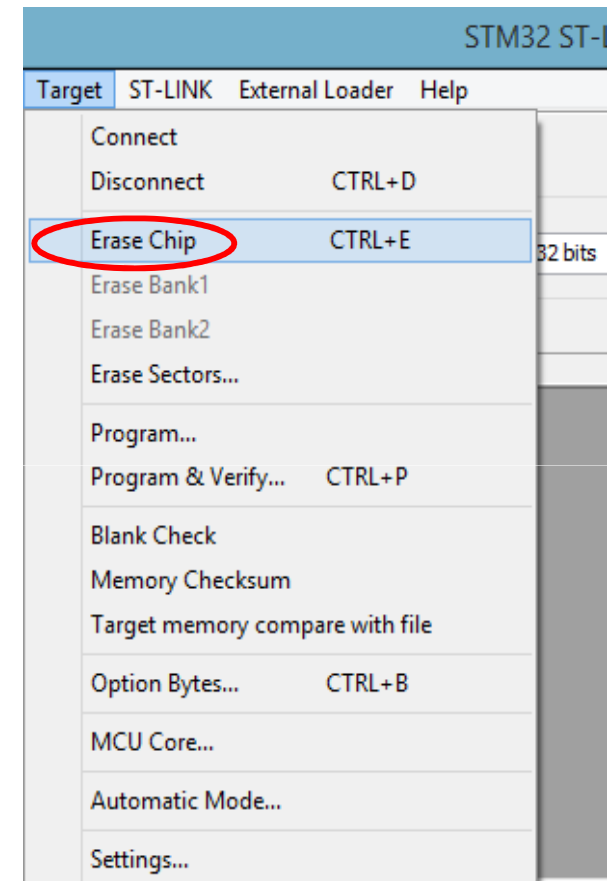 STM32 ST-L
Target ST-LINK External Loader Help
Connect
Disconnect CTRL+D
Erase Chip CTRL+E
32 bits
Erase Bank1
Erase Bank2
Erase Sectors...
Program...
Program & Verify... CTRL+P
Blank Check
Memory Checksum
Target memory compare with file
Option Bytes... CTRL+B
MCU Core...
Automatic Mode...
Settings...